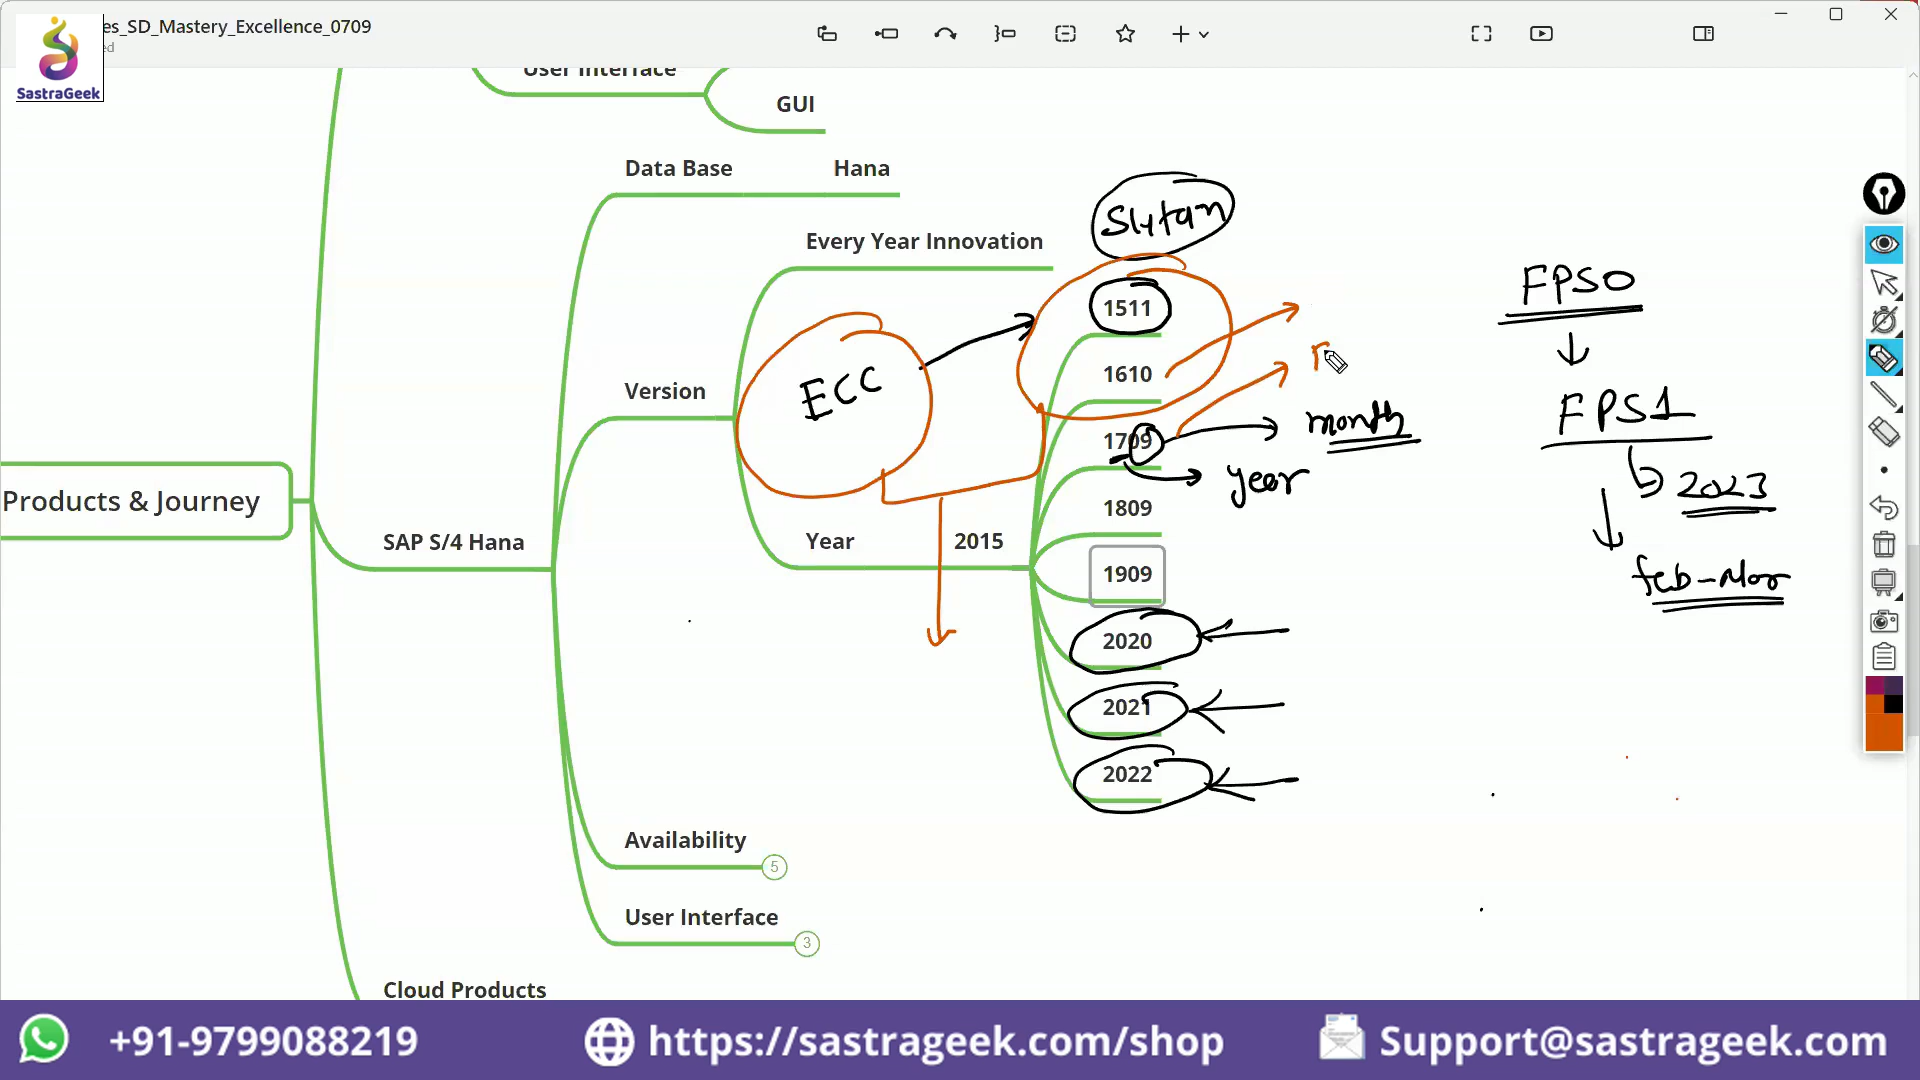 es_SD_Mastery_Excellence_0709
ed
SastraGeek
User Interface
GUI
Data Base
Hana
Every Year Innovation
1511
1610
FPS0
ECC
Version
FPS1
month
1709
year
2023
Products & Journey
1809
SAP S/4 Hana
Year
2015
1909
feb-Mar
2020
2021
2022
Availability
5
User Interface
3
Cloud Products
+91-9799088219
https://sastrageek.com/shop
Support@sastrageek.com